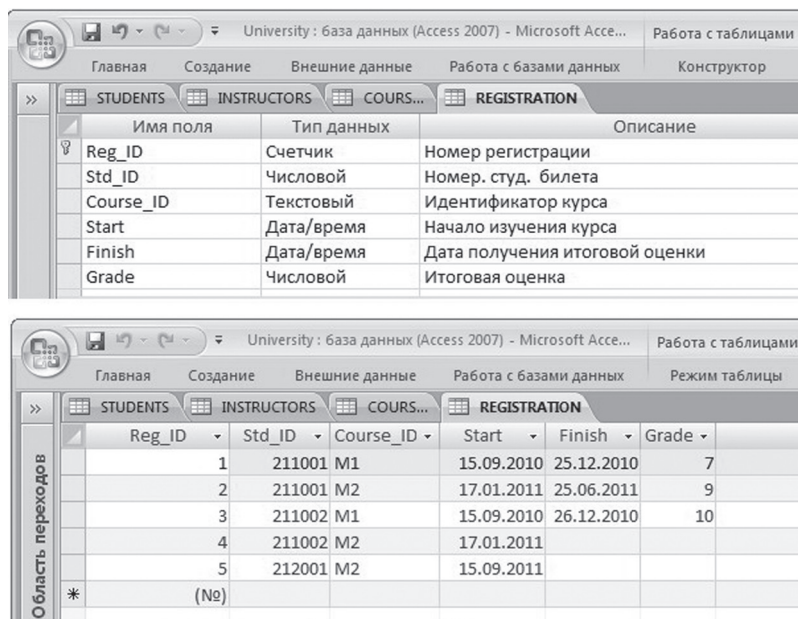 University : база данных (Access 2007) - Microsoft Acce... Работа с таблицами
Главная Создание Внешние данные Работа с базами данных Конструктор
» STUDENTS INSTRUCTORS COURS... REGISTRATION
Имя поля Тип данных Описание
Reg_ID Счетчик Номер регистрации
Std_ID Числовой Номер. студ. билета
Course_ID Текстовый Идентификатор курса
Start Дата/время Начало изучения курса
Finish Дата/время Дата получения итоговой оценки
Grade Числовой Итоговая оценка
University : база данных (Access 2007) - Microsoft Acce... Работа с таблицами
Главная Создание Внешние данные Работа с базами данных Режим таблицы
» STUDENTS INSTRUCTORS COURS... REGISTRATION
Область переходов
Reg_ID Std_ID Course_ID Start Finish Grade
1 211001 M1 15.09.2010 25.12.2010 7
2 211001 M2 17.01.2011 25.06.2011 9
3 211002 M1 15.09.2010 26.12.2010 10
4 211002 M2 17.01.2011
5 212001 M2 15.09.2011
* (№)